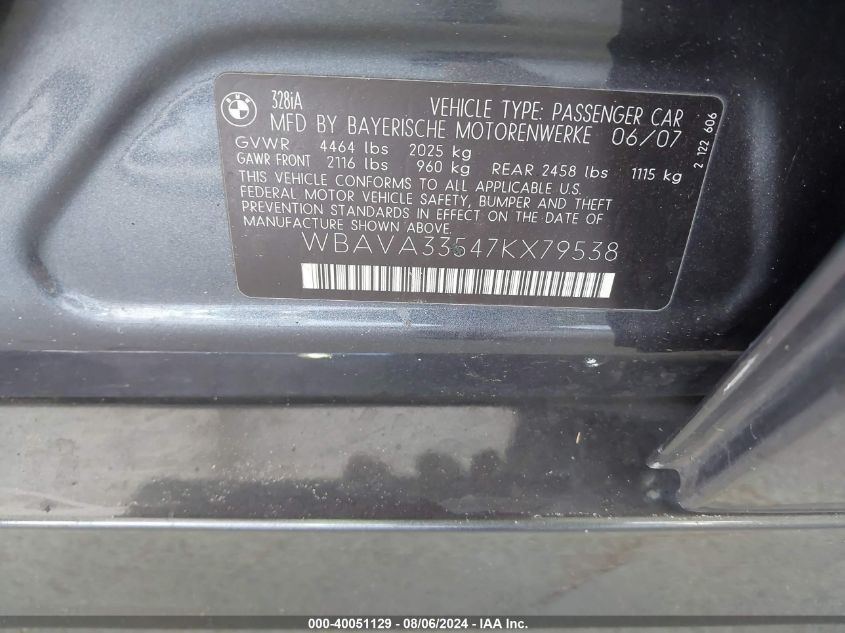 BMW
328iA
VEHICLE TYPE: PASSENGER CAR
MFD BY BAYERISCHE MOTORENWERKE 06/07
GVWR 4464 lbs 2025 kg
GAWR FRONT 2116 lbs 960 kg REAR 2458 lbs 1115 kg
THIS VEHICLE CONFORMS TO ALL APPLICABLE U.S.
FEDERAL MOTOR VEHICLE SAFETY, BUMPER AND THEFT
PREVENTION STANDARDS IN EFFECT ON THE DATE OF
MANUFACTURE SHOWN ABOVE.
WBAVA33547KX79538
2 122 606
000-40051129 - 08/06/2024 - IAA Inc.